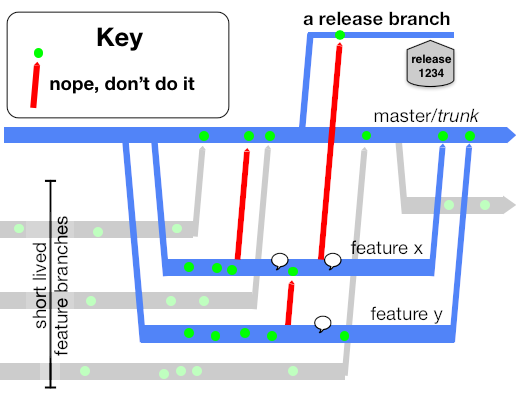 Key
nope, don't do it
a release branch
release
1234
master/trunk
feature x
feature y
short lived
feature branches